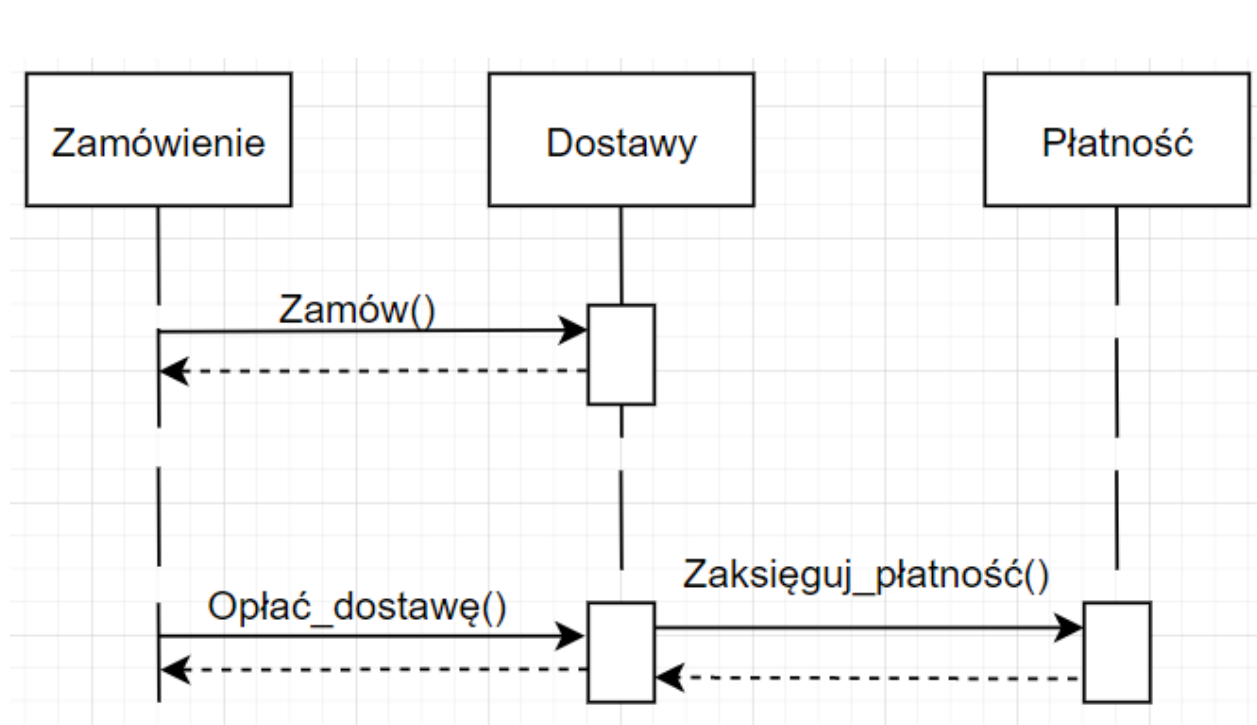 Zamówienie
Dostawy
Płatność
Zamów()
Zaksięguj_płatność()
Opłać_dostawę()